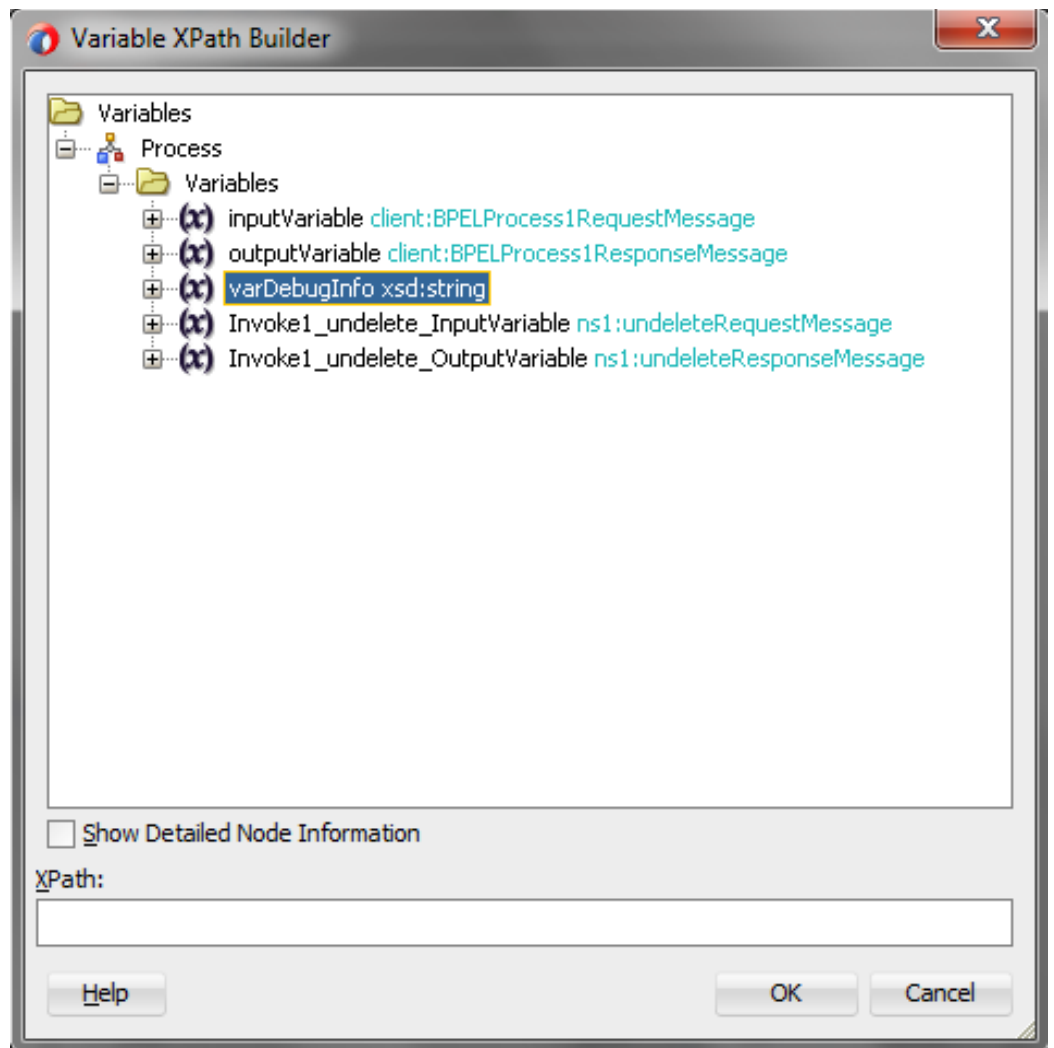 Variable XPath Builder
Variables
Process
Variables
inputVariable client:BPELProcess1RequestMessage
outputVariable client:BPELProcess1ResponseMessage
varDebugInfo xsd:string
Invoke1_undelete_InputVariable ns1:undeleteRequestMessage
Invoke1_undelete_OutputVariable ns1:undeleteResponseMessage
Show Detailed Node Information
XPath:
Help OK Cancel